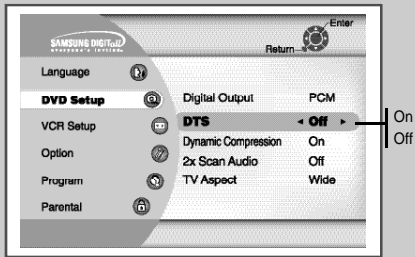 Enter
SAMSUNG DIGITall
everyone's invited.
Return
Language
DVD Setup
VCR Setup
Option
Program
Parental
Digital Output PCM
DTS ◄ Off ►
Dynamic Compression On
2x Scan Audio Off
TV Aspect Wide
On
Off